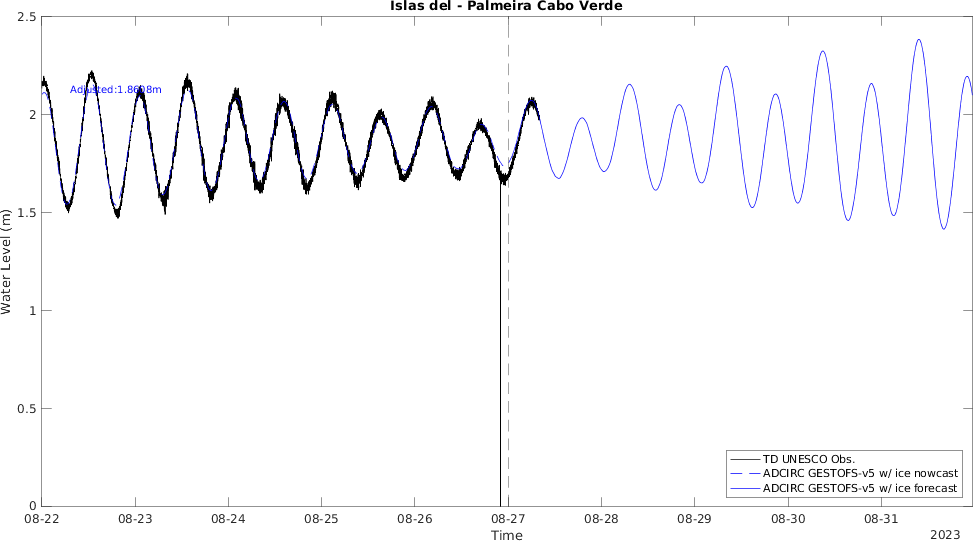 Islas del - Palmeira Cabo Verde
2.5
2
1.5
1
0.5
0
Water Level (m)
Adjusted:1.8608m
TD UNESCO Obs.
ADCIRC GESTOFS-v5 w/ ice nowcast
ADCIRC GESTOFS-v5 w/ ice forecast
08-22 08-23 08-24 08-25 08-26 08-27 08-28 08-29 08-30 08-31
Time
2023